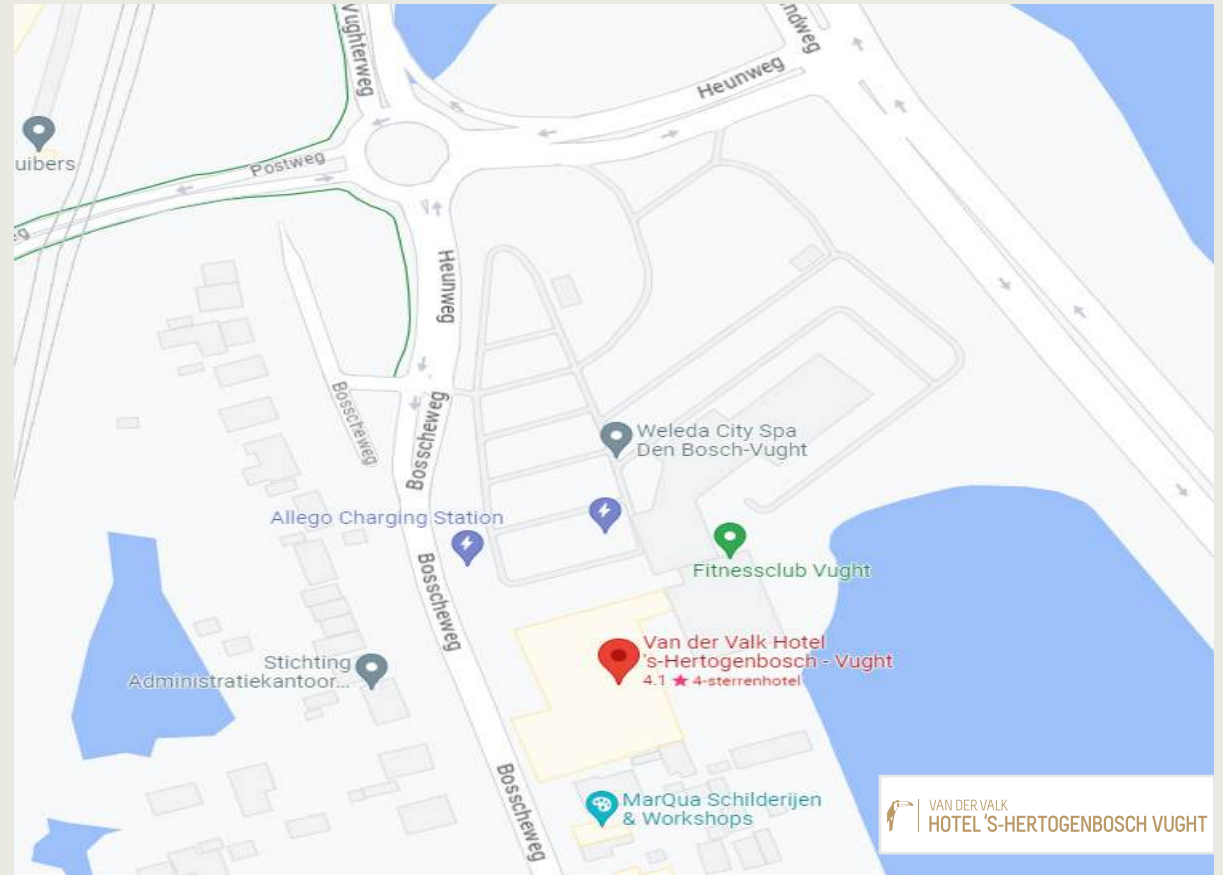 Vughterweg
ndweg
Heunweg
uibers
Postweg
eg
Heunweg
Bosscheweg
Bosscheweg
Weleda City Spa
Den Bosch-Vught
Allego Charging Station
Bosscheweg
Fitnessclub Vught
Van der Valk Hotel
's-Hertogenbosch - Vught
4.1 ★ 4-sterrenhotel
Stichting
Administratiekantoor...
Bosscheweg
MarQua Schilderijen
& Workshops
VAN DER VALK
HOTEL 'S-HERTOGENBOSCH VUGHT